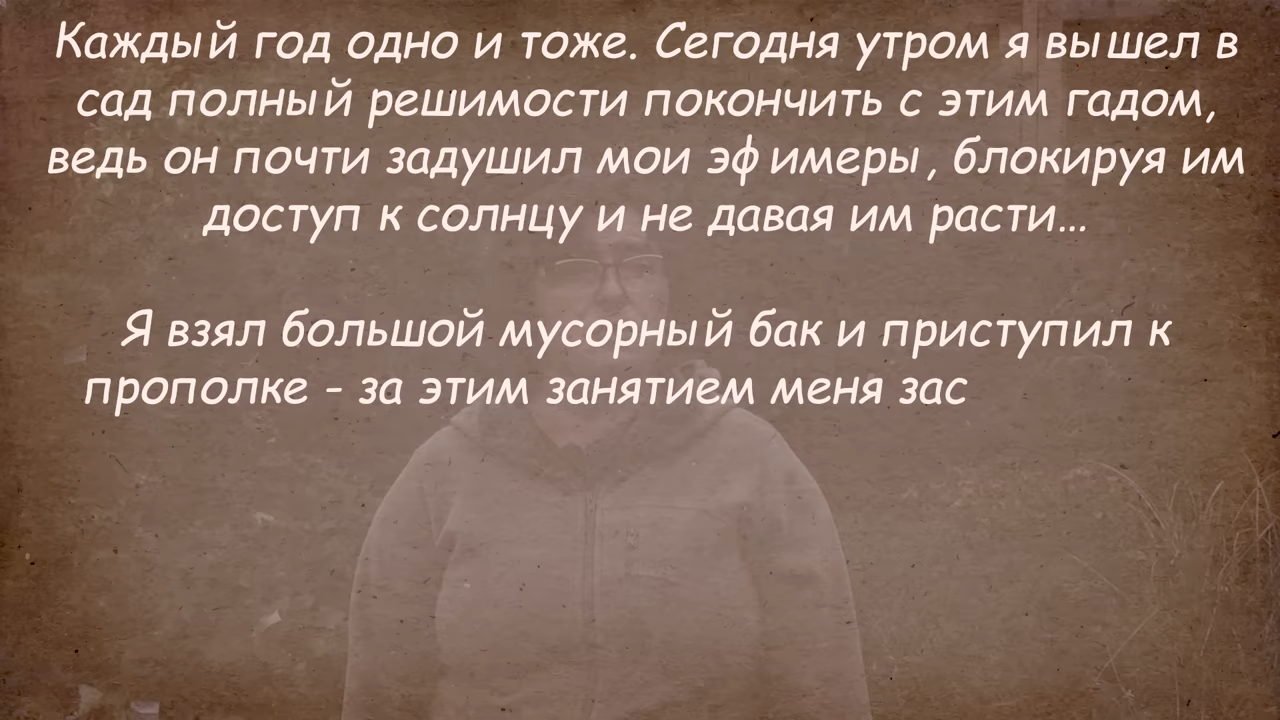 Каждый год одно и тоже. Сегодня утром я вышел в
сад полный решимости покончить с этим гадом,
ведь он почти задушил мои эфимеры, блокируя им
доступ к солнцу и не давая им расти...
Я взял большой мусорный бак и приступил к
прополке - за этим занятием меня зас